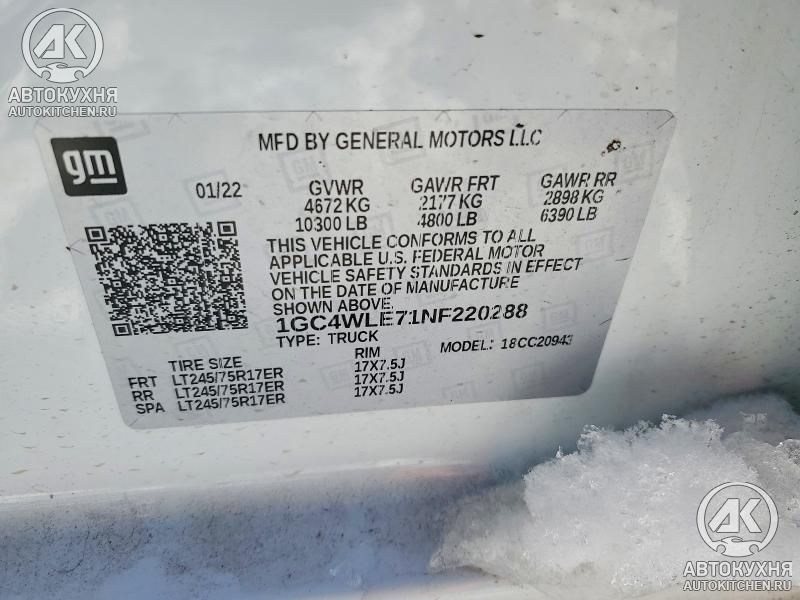 AK
АВТОКУХНЯ
AUTOKITCHEN.RU
gm
MFD BY GENERAL MOTORS LLC
01/22 GVWR GAWR FRT GAWR RR
4672 KG 2177 KG 2898 KG
10300 LB 4800 LB 6390 LB
THIS VEHICLE CONFORMS TO ALL
APPLICABLE U.S. FEDERAL MOTOR
VEHICLE SAFETY STANDARDS IN EFFECT
ON THE DATE OF MANUFACTURE
SHOWN ABOVE.
1GC4WLE71NF220288
TYPE: TRUCK MODEL: 18CC20943
TIRE SIZE RIM
FRT LT245/75R17ER 17X7.5J
RR LT245/75R17ER 17X7.5J
SPA LT245/75R17ER 17X7.5J
AK
АВТОКУХНЯ
AUTOKITCHEN.RU